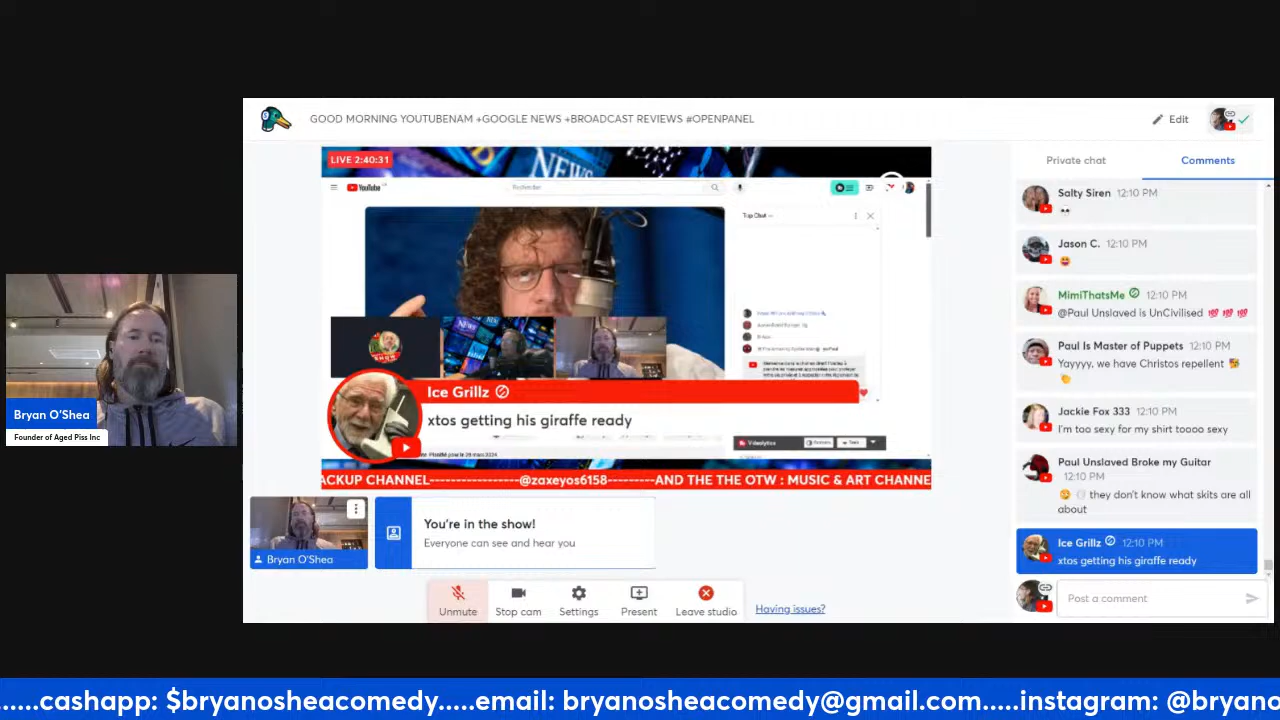 GOOD MORNING YOUTUBENAM +GOOGLE NEWS +BROADCAST REVIEWS #OPENPANEL
Edit
LIVE 2:40:31
NEWS
YouTube
Rechercher
Top Chat
Ice Grillz
xtos getting his giraffe ready
Videolytics
ACKUP CHANNEL-----------------@zaxeyos6158---------AND THE THE OTW : MUSIC & ART CHANNE
Private chat
Comments
Salty Siren 12:10 PM
Jason C. 12:10 PM
MimiThatsMe 12:10 PM
@Paul Unslaved is UnCivilised
Paul Is Master of Puppets 12:10 PM
Yayyyy, we have Christos repellent
Jackie Fox 333 12:10 PM
I'm too sexy for my shirt toooo sexy
Paul Unslaved Broke my Guitar
12:10 PM
they don't know what skits are all
about
Ice Grillz 12:10 PM
xtos getting his giraffe ready
Post a comment
Bryan O'Shea
Founder of Aged Piss Inc
Bryan O'Shea
You're in the show!
Everyone can see and hear you
Unmute
Stop cam
Settings
Present
Leave studio
Having issues?
.....cashapp: $bryanosheacomedy.....email: bryanosheacomedy@gmail.com.....instagram: @bryano